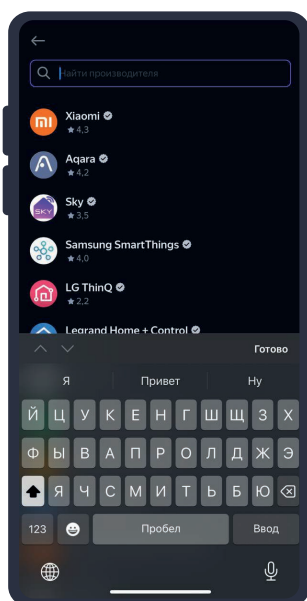 Найти производителя
Xiaomi
★ 4,3
Aqara
★ 4,2
SKY
Sky
★ 3,5
Samsung SmartThings
★ 4,0
LG ThinQ
★ 2,2
Legrand Home + Control
Готово
Я Привет Ну
Й Ц У К Е Н Г Ш Щ З Х
Ф Ы В А П Р О Л Д Ж Э
Я Ч С М И Т Ь Б Ю
123 Пробел Ввод